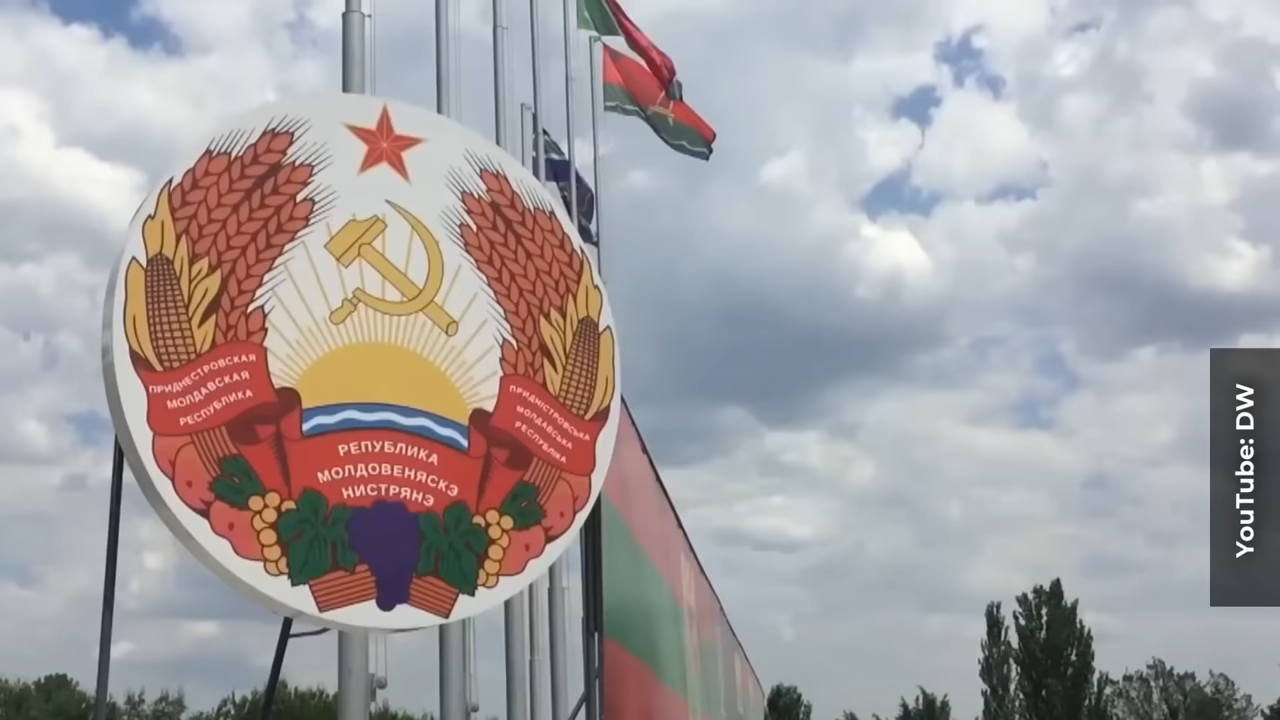 ПРИДНЕСТРОВСКАЯ
МОЛДАВСКАЯ
РЕСПУБЛИКА
РЕПУБЛИКА
МОЛДОВЕНЯСКЭ
НИСТРЯНЭ
ПРИДНІСТРОВСЬКА
МОЛДАВСЬКА
РЕСПУБЛІКА
YouTube: DW